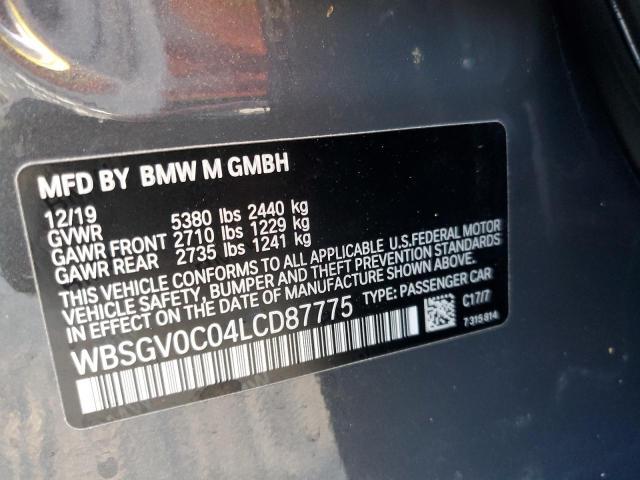 MFD BY BMW M GMBH
12/19
GVWR 5380 lbs 2440 kg
GAWR FRONT 2710 lbs 1229 kg
GAWR REAR 2735 lbs 1241 kg
THIS VEHICLE CONFORMS TO ALL APPLICABLE U.S.FEDERAL MOTOR
VEHICLE SAFETY, BUMPER AND THEFT PREVENTION STANDARDS
IN EFFECT ON THE DATE OF MANUFACTURE SHOWN ABOVE.
WBSGV0C04LCD87775 TYPE: PASSENGER CAR
C17/7
7 315 814